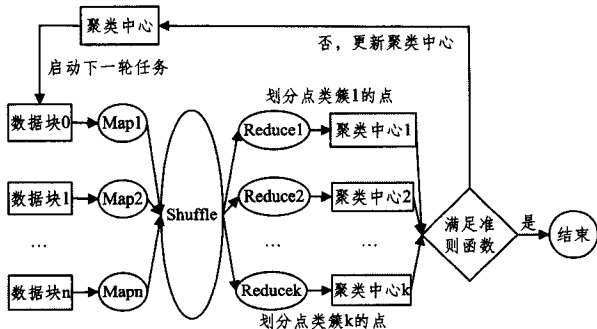 聚类中心
否，更新聚类中心
启动下一轮任务
划分点类簇1的点
数据块0
Map1
Reduce1
聚类中心1
数据块1
Map2
Shuffle
Reduce2
聚类中心2
满足准
则函数
是
结束
…
…
…
数据块n
Mapn
Reducek
聚类中心k
划分点类簇k的点